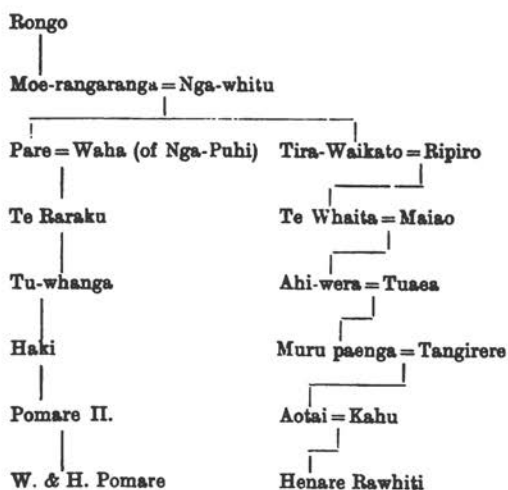 Rongo
Moe-rangaranga = Nga-whitu
Pare = Waha (of Nga-Puhi) Tira-Waikato = Ripiro
Te Raraku Te Whaita = Maiao
Tu-whanga Ahi-wera = Tuaea
Haki Muru paenga = Tangirere
Pomare II. Aotai = Kahu
W. & H. Pomare Henare Rawhiti